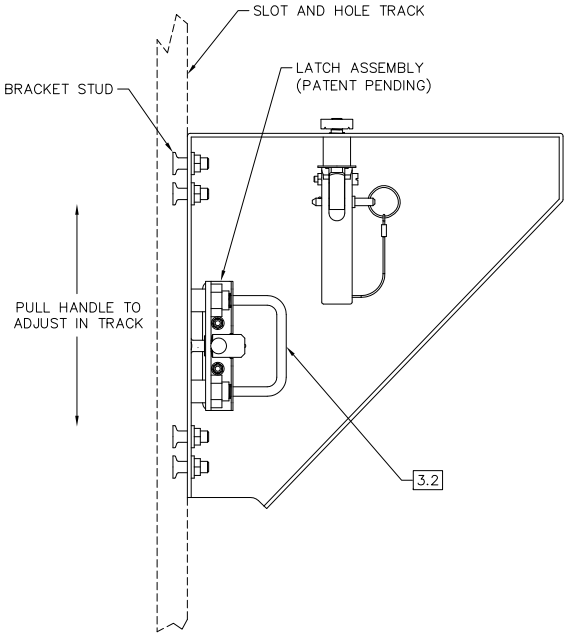 SLOT AND HOLE TRACK
LATCH ASSEMBLY
(PATENT PENDING)
BRACKET STUD
PULL HANDLE TO
ADJUST IN TRACK
3.2